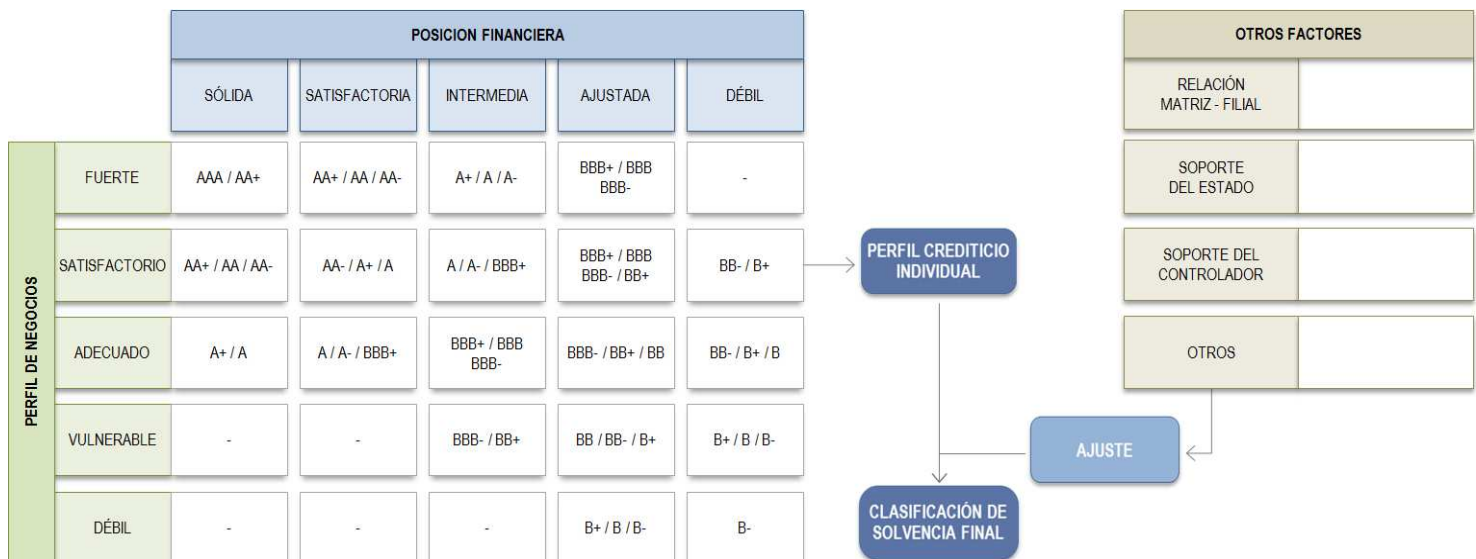 POSICION FINANCIERA
SÓLIDA
SATISFACTORIA
INTERMEDIA
AJUSTADA
DÉBIL
PERFIL DE NEGOCIOS
FUERTE
AAA / AA+
AA+ / AA / AA-
A+ / A / A-
BBB+ / BBB
BBB-
-
SATISFACTORIO
AA+ / AA / AA-
AA- / A+ / A
A / A- / BBB+
BBB+ / BBB
BBB- / BB+
BB- / B+
ADECUADO
A+ / A
A / A- / BBB+
BBB+ / BBB
BBB-
BBB- / BB+ / BB
BB- / B+ / B
VULNERABLE
-
-
BBB- / BB+
BB / BB- / B+
B+ / B / B-
DÉBIL
-
-
-
B+ / B / B-
B-
PERFIL CREDITICIO
INDIVIDUAL
CLASIFICACIÓN DE
SOLVENCIA FINAL
OTROS FACTORES
RELACIÓN
MATRIZ - FILIAL
SOPORTE
DEL ESTADO
SOPORTE DEL
CONTROLADOR
OTROS
AJUSTE